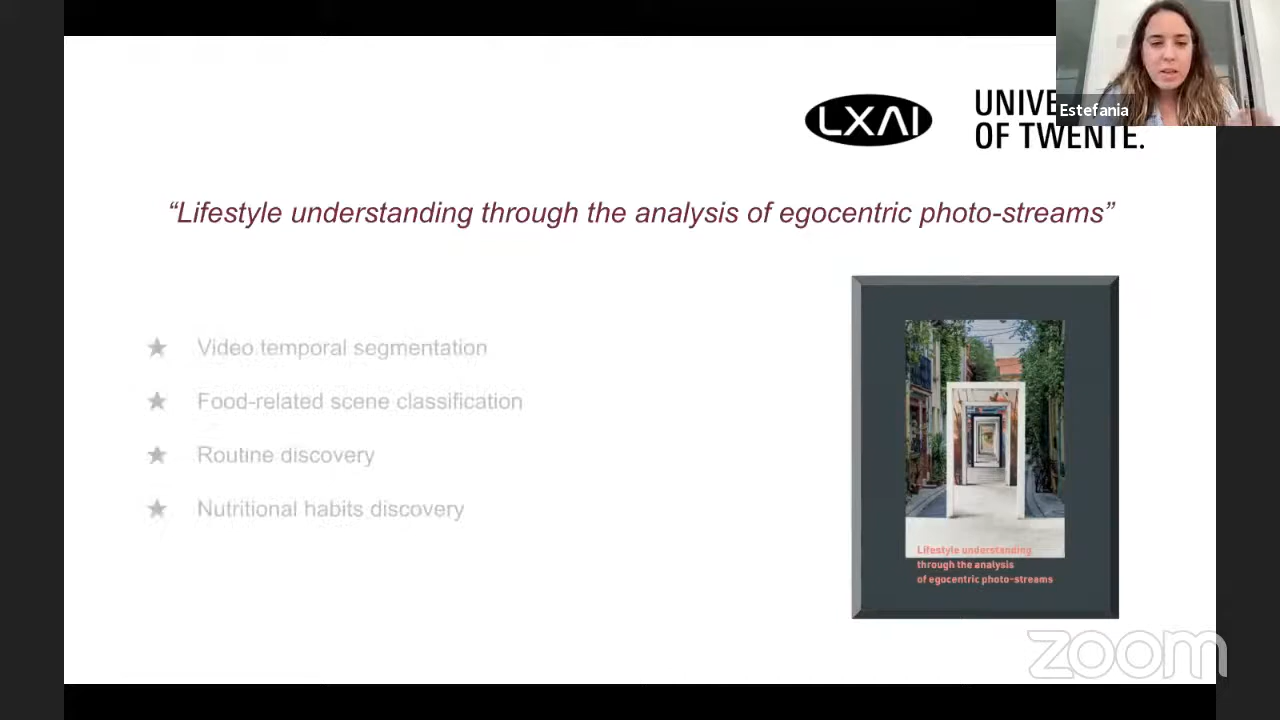 LXAI
UNIVE
OF TWENTE.
Estefania
“Lifestyle understanding through the analysis of egocentric photo-streams”
★ Video temporal segmentation
★ Food-related scene classification
★ Routine discovery
★ Nutritional habits discovery
Lifestyle understanding
through the analysis
of egocentric photo-streams
zoom